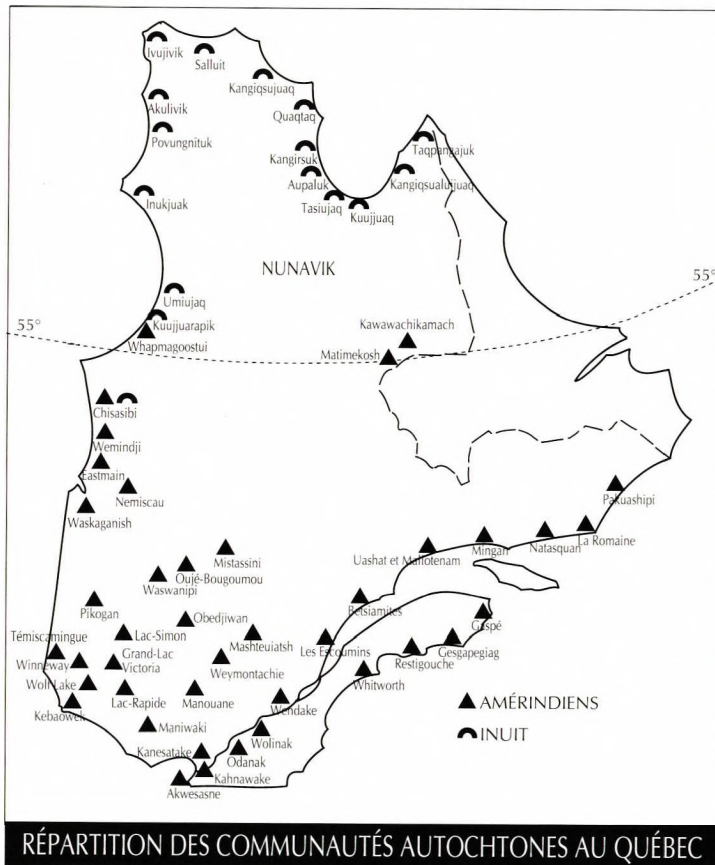 Ivujivik
Salluit
Kangiqsujuaq
Akulivik
Quaqtaq
Povungnituk
Taqpangajuk
Kangirsuk
Kangiqsualujjuaq
Aupaluk
Inukjuak
Tasiujaq
Kuujjuaq
NUNAVIK
55°
Umiujaq
55°
Kuujjuarapik
Kawawachikamach
Whapmagoostui
Matimekosh
Chisasibi
Wemindji
Eastmain
Nemiscau
Pakuashipi
Waskaganish
La Romaine
Natasquan
Mingan
Uashat et Maliotenam
Mistassini
Oujé-Bougoumou
Waswanipi
Betsiamites
Pikogan
Obedjiwan
Gaspé
Témiscamingue
Lac-Simon
Mashteuiatsh
Les Escoumins
Gesgapegiag
Restigouche
Winneway
Grand-Lac
Victoria
Weymontachie
Whitworth
Wolf Lake
Lac-Rapide
Manouane
Wendake
Kebaowek
AMÉRINDIENS
Maniwaki
Wolinak
INUIT
Kanesatake
Odanak
Kahnawake
Akwesasne
RÉPARTITION DES COMMUNAUTÉS AUTOCHTONES AU QUÉBEC